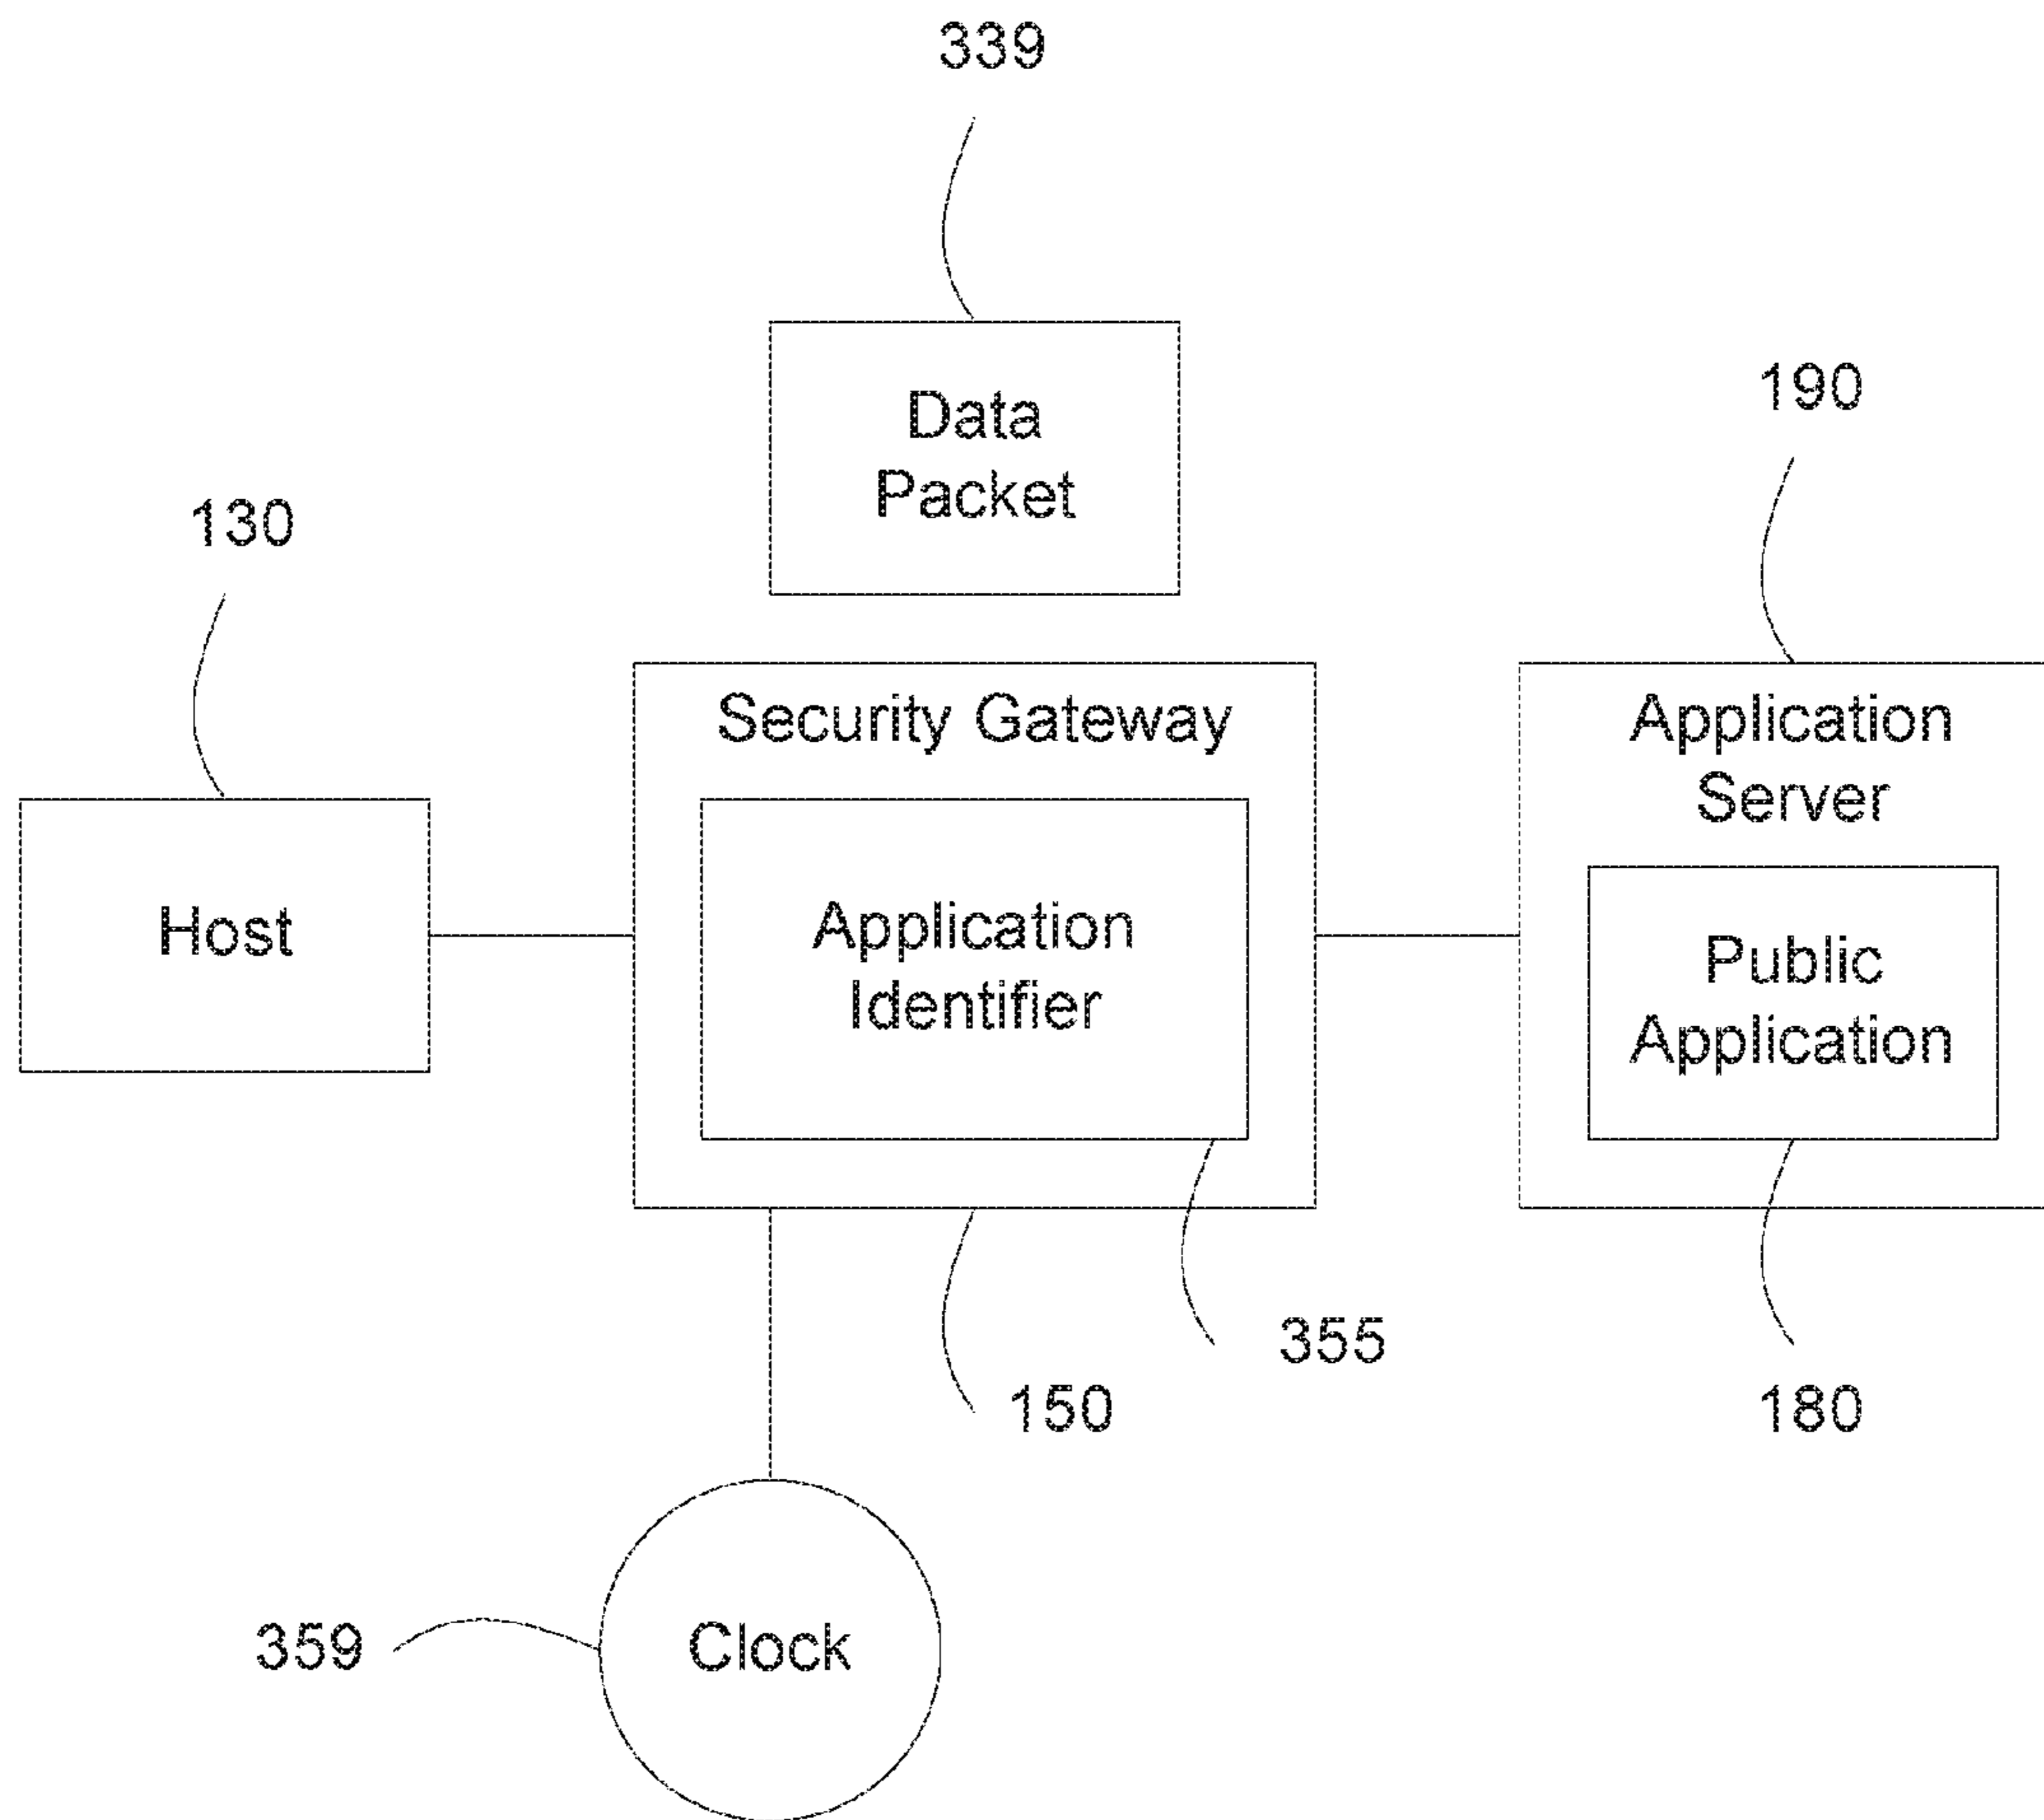 339
Data
Packet
190
130
Security Gateway
Application
Server
Host
Application
Identifier
Public
Application
355
150
180
359
Clock